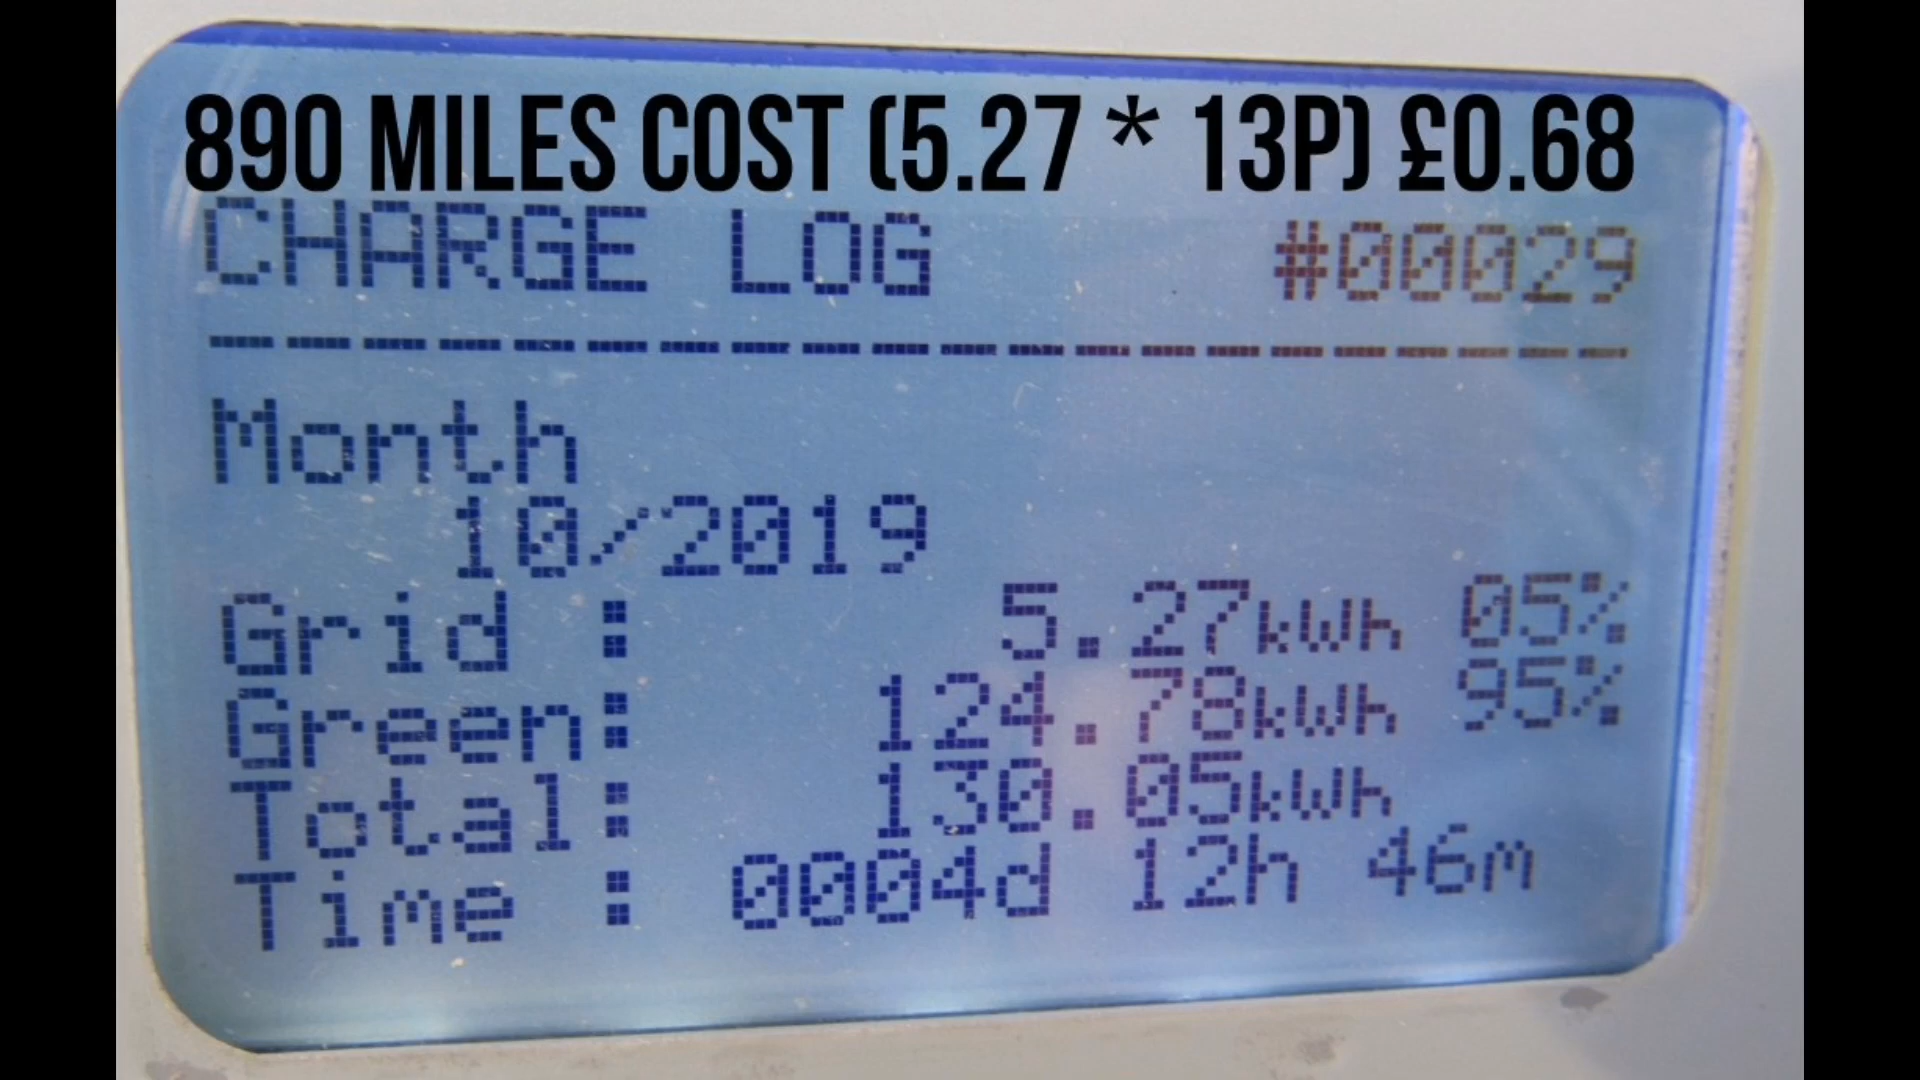 890 MILES COST (5.27 * 13P) £0.68
CHARGE LOG #00029
--------------------
Month
10/2019
Grid : 5.27kWh 05%
Green: 124.78kWh 95%
Total: 130.05kWh
Time : 0004d 12h 46m